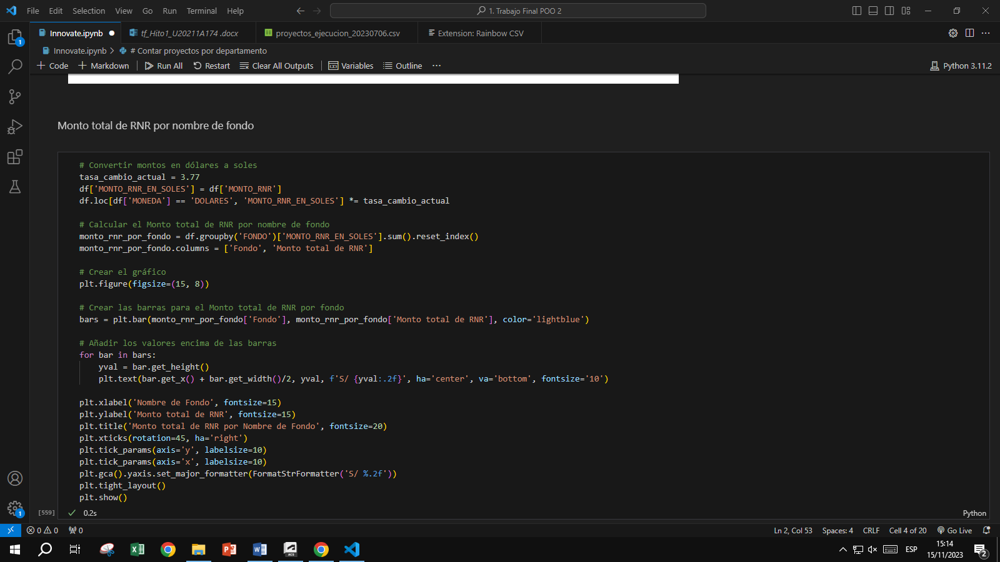 File Edit Selection View Go Run Terminal Help
1. Trabajo Final POO 2
Innovate.ipynb
tf_Hito1_U20211A174 .docx
proyectos_ejecucion_20230706.csv
Extension: Rainbow CSV
Innovate.ipynb > # Contar proyectos por departamento
+ Code + Markdown Run All Restart Clear All Outputs Variables Outline ... Python 3.11.2
Monto total de RNR por nombre de fondo
# Convertir montos en dólares a soles
tasa_cambio_actual = 3.77
df['MONTO_RNR_EN_SOLES'] = df['MONTO_RNR']
df.loc[df['MONEDA'] == 'DOLARES', 'MONTO_RNR_EN_SOLES'] *= tasa_cambio_actual
# Calcular el Monto total de RNR por nombre de fondo
monto_rnr_por_fondo = df.groupby('FONDO')['MONTO_RNR_EN_SOLES'].sum().reset_index()
monto_rnr_por_fondo.columns = ['Fondo', 'Monto total de RNR']
# Crear el gráfico
plt.figure(figsize=(15, 8))
# Crear las barras para el Monto total de RNR por fondo
bars = plt.bar(monto_rnr_por_fondo['Fondo'], monto_rnr_por_fondo['Monto total de RNR'], color='lightblue')
# Añadir los valores encima de las barras
for bar in bars:
    yval = bar.get_height()
    plt.text(bar.get_x() + bar.get_width()/2, yval, f'S/ {yval:.2f}', ha='center', va='bottom', fontsize='10')
plt.xlabel('Nombre de Fondo', fontsize=15)
plt.ylabel('Monto total de RNR', fontsize=15)
plt.title('Monto total de RNR por Nombre de Fondo', fontsize=20)
plt.xticks(rotation=45, ha='right')
plt.tick_params(axis='y', labelsize=10)
plt.tick_params(axis='x', labelsize=10)
plt.gca().yaxis.set_major_formatter(FormatStrFormatter('S/ %.2f'))
plt.tight_layout()
plt.show()
[559] 0.2s Python
1
1
0 0 0 Ln 2, Col 53 Spaces: 4 CRLF Cell 4 of 20 Go Live
ESP
15:14
15/11/2023
2